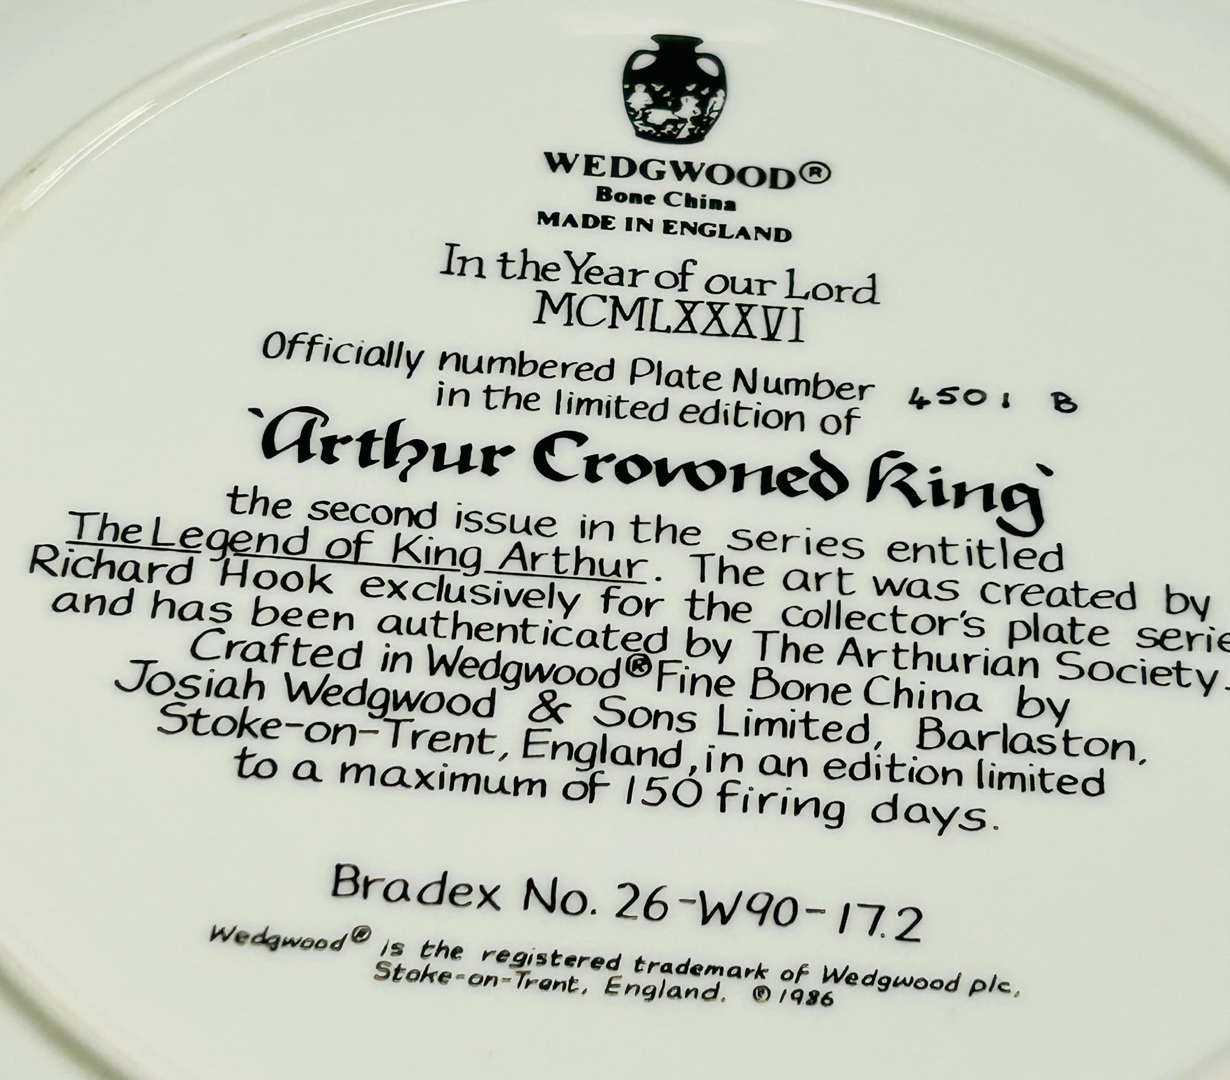 WEDGWOOD®
Bone China
MADE IN ENGLAND
In the Year of our Lord
MCMLXXXVI
Officially numbered Plate Number 4501 B
in the limited edition of
`Arthur Crowned King`
the second issue in the series entitled
The Legend of King Arthur. The art was created by
Richard Hook exclusively for the collector's plate serie
and has been authenticated by The Arthurian Society.
Crafted in Wedgwood® Fine Bone China by
Josiah Wedgwood & Sons Limited, Barlaston,
Stoke-on-Trent, England, in an edition limited
to a maximum of 150 firing days.
Bradex No. 26-W90-17.2
Wedgwood® is the registered trademark of Wedgwood plc,
Stoke-on-Trent, England. ® 1986